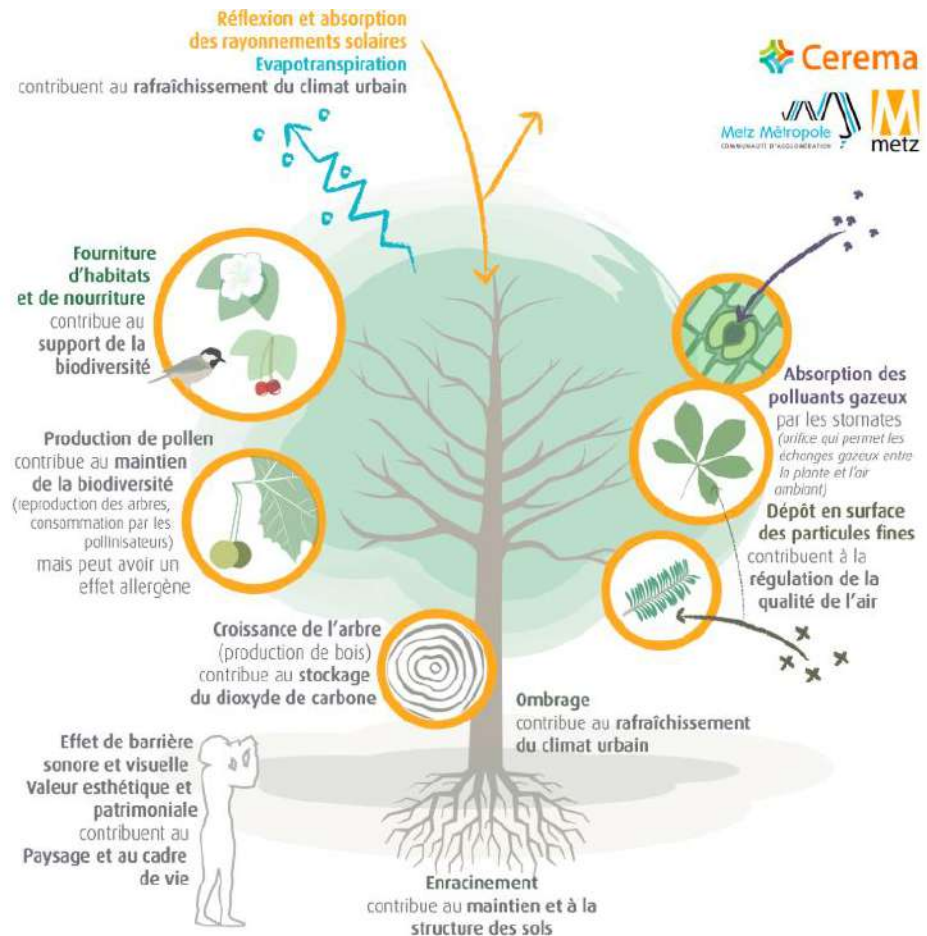 Réflexion et absorption
des rayonnements solaires
Evapotranspiration
contribuent au rafraîchissement du climat urbain
Cerema
Metz Métropole
COMMUNAUTÉ D'AGGLOMÉRATION
metz
Fourniture
d'habitats
et de nourriture
contribue au
support de la
biodiversité
Absorption des
polluants gazeux
par les stomates
(orifice qui permet les
échanges gazeux entre
la plante et l'air
ambiant)
Dépôt en surface
des particules fines
contribuent à la
régulation de la
qualité de l'air
Production de pollen
contribue au maintien
de la biodiversité
(reproduction des arbres,
consommation par les
pollinisateurs)
mais peut avoir un
effet allergène
Croissance de l'arbre
(production de bois)
contribue au stockage
du dioxyde de carbone
Ombrage
contribue au rafraîchissement
du climat urbain
Effet de barrière
sonore et visuelle
Valeur esthétique et
patrimoniale
contribuent au
Paysage et au cadre
de vie
Enracinement
contribue au maintien et à la
structure des sols